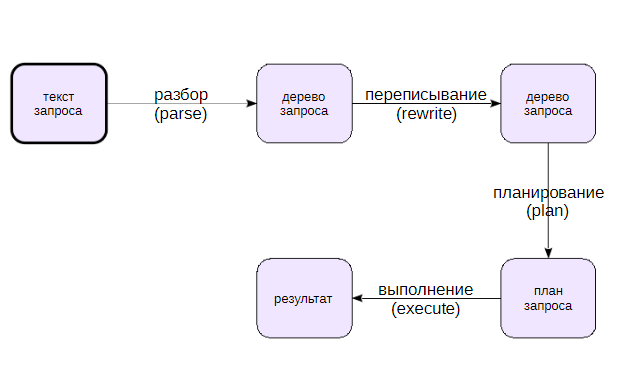 текст
запроса
разбор
(parse)
дерево
запроса
переписывание
(rewrite)
дерево
запроса
планирование
(plan)
план
запроса
выполнение
(execute)
результат